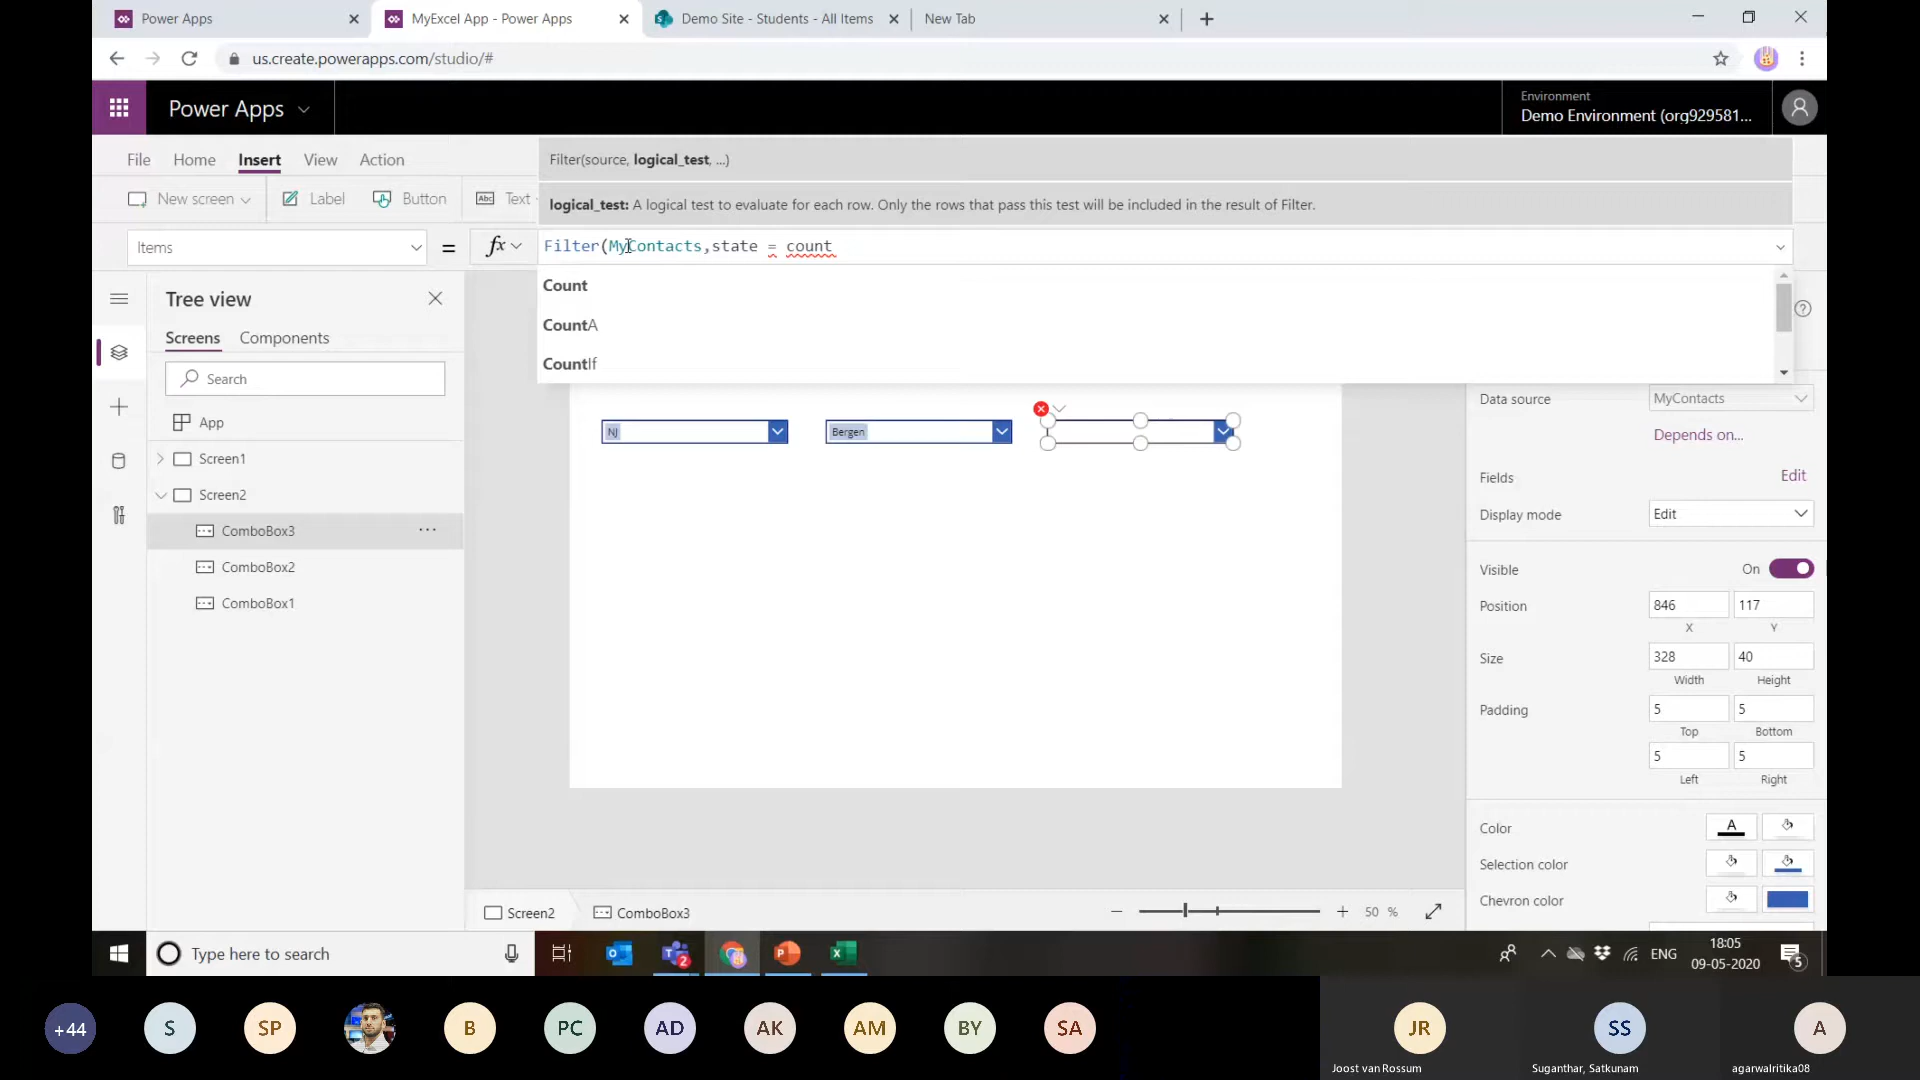 Power Apps
MyExcel App - Power Apps
Demo Site - Students - All Items
New Tab
us.create.powerapps.com/studio/#
Power Apps
Environment
Demo Environment (org929581...
File Home Insert View Action
New screen Label Button Abc Text
Filter(source, logical_test, ...)
logical_test: A logical test to evaluate for each row. Only the rows that pass this test will be included in the result of Filter.
Items = fx Filter(MyContacts,state = count
Count
CountA
CountIf
Tree view
Screens Components
Search
App
Screen1
Screen2
ComboBox3 ...
ComboBox2
ComboBox1
NJ
Bergen
Data source MyContacts
Depends on...
Fields Edit
Display mode Edit
Visible On
Position 846 117
X Y
Size 328 40
Width Height
Padding 5 5
Top Bottom
5 5
Left Right
Color A
Selection color
Chevron color
Screen2 ComboBox3
50 %
Type here to search
2
ENG
18:05
09-05-2020
5
+44
S
SP
B
PC
AD
AK
AM
BY
SA
JR
SS
A
Joost van Rossum
Suganthar, Satkunam
agarwalritika08